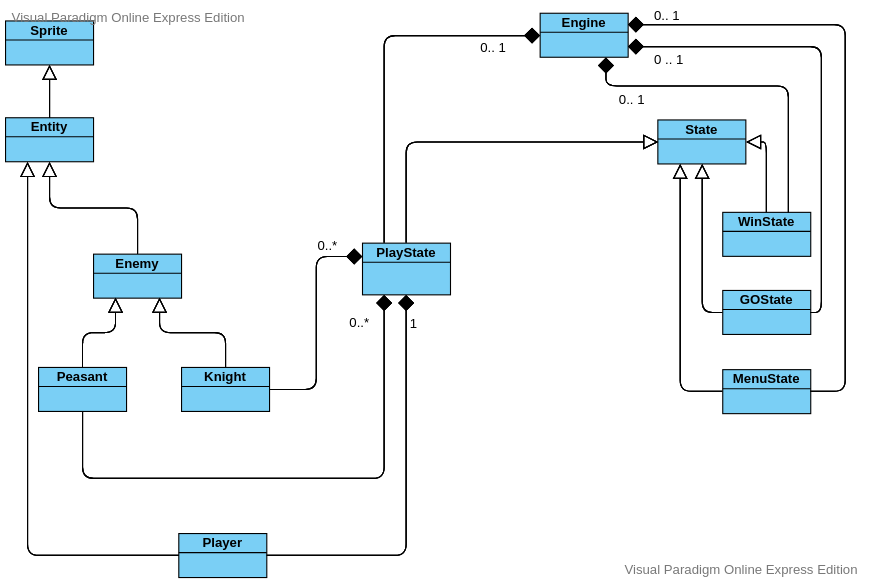 Visual Paradigm Online Express Edition
Sprite
Engine
0.. 1
0.. 1
0 .. 1
0.. 1
Entity
State
WinState
0..*
PlayState
Enemy
GOState
0..*
1
Peasant
Knight
MenuState
Player
Visual Paradigm Online Express Edition